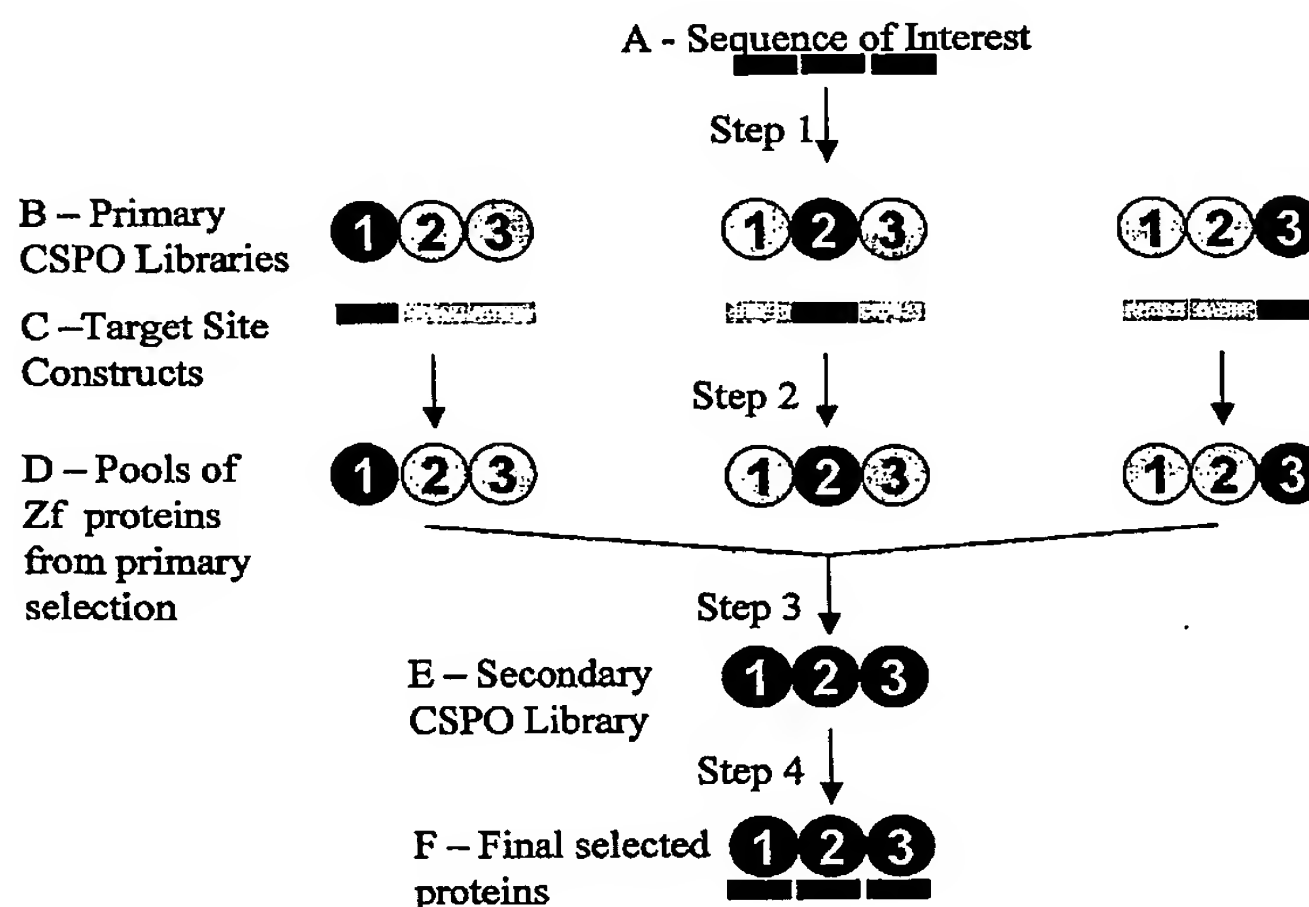 A - Sequence of Interest
Step 1
B – Primary
CSPO Libraries
1 2 3
1 2 3
1 2 3
C –Target Site
Constructs
Step 2
D – Pools of
Zf proteins
from primary
selection
1 2 3
1 2 3
1 2 3
Step 3
E – Secondary
CSPO Library
1 2 3
Step 4
F – Final selected
proteins
1 2 3